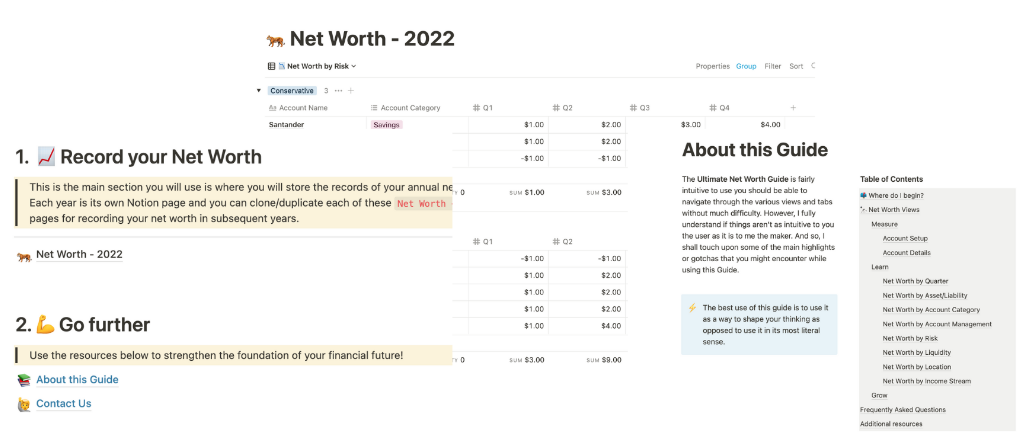 Net Worth - 2022
Net Worth by Risk
Properties Group Filter Sort
Conservative 3
Account Name Account Category # Q1 # Q2 # Q3 # Q4
Santander Savings $1.00 $2.00 $3.00 $4.00
$1.00 $2.00
-$1.00 -$1.00
0 SUM $1.00 SUM $3.00
# Q1 # Q2
-$1.00 -$1.00
$1.00 $2.00
$1.00 $2.00
$1.00 $2.00
$1.00 $4.00
0 SUM $3.00 SUM $9.00
1. Record your Net Worth
This is the main section you will use is where you will store the records of your annual ne
Each year is its own Notion page and you can clone/duplicate each of these Net Worth
pages for recording your net worth in subsequent years.
Net Worth - 2022
2. Go further
Use the resources below to strengthen the foundation of your financial future!
About this Guide
Contact Us
About this Guide
The Ultimate Net Worth Guide is fairly
intuitive to use you should be able to
navigate through the various views and tabs
without much difficulty. However, I fully
understand if things aren't as intuitive to you
the user as it is to me the maker. And so, I
shall touch upon some of the main highlights
or gotchas that you might encounter while
using this Guide.
The best use of this guide is to use it
as a way to shape your thinking as
opposed to use it in its most literal
sense.
Table of Contents
Where do I begin?
Net Worth Views
Measure
Account Setup
Account Details
Learn
Net Worth by Quarter
Net Worth by Asset/Liability
Net Worth by Account Category
Net Worth by Account Management
Net Worth by Risk
Net Worth by Liquidity
Net Worth by Location
Net Worth by Income Stream
Grow
Frequently Asked Questions
Additional resources